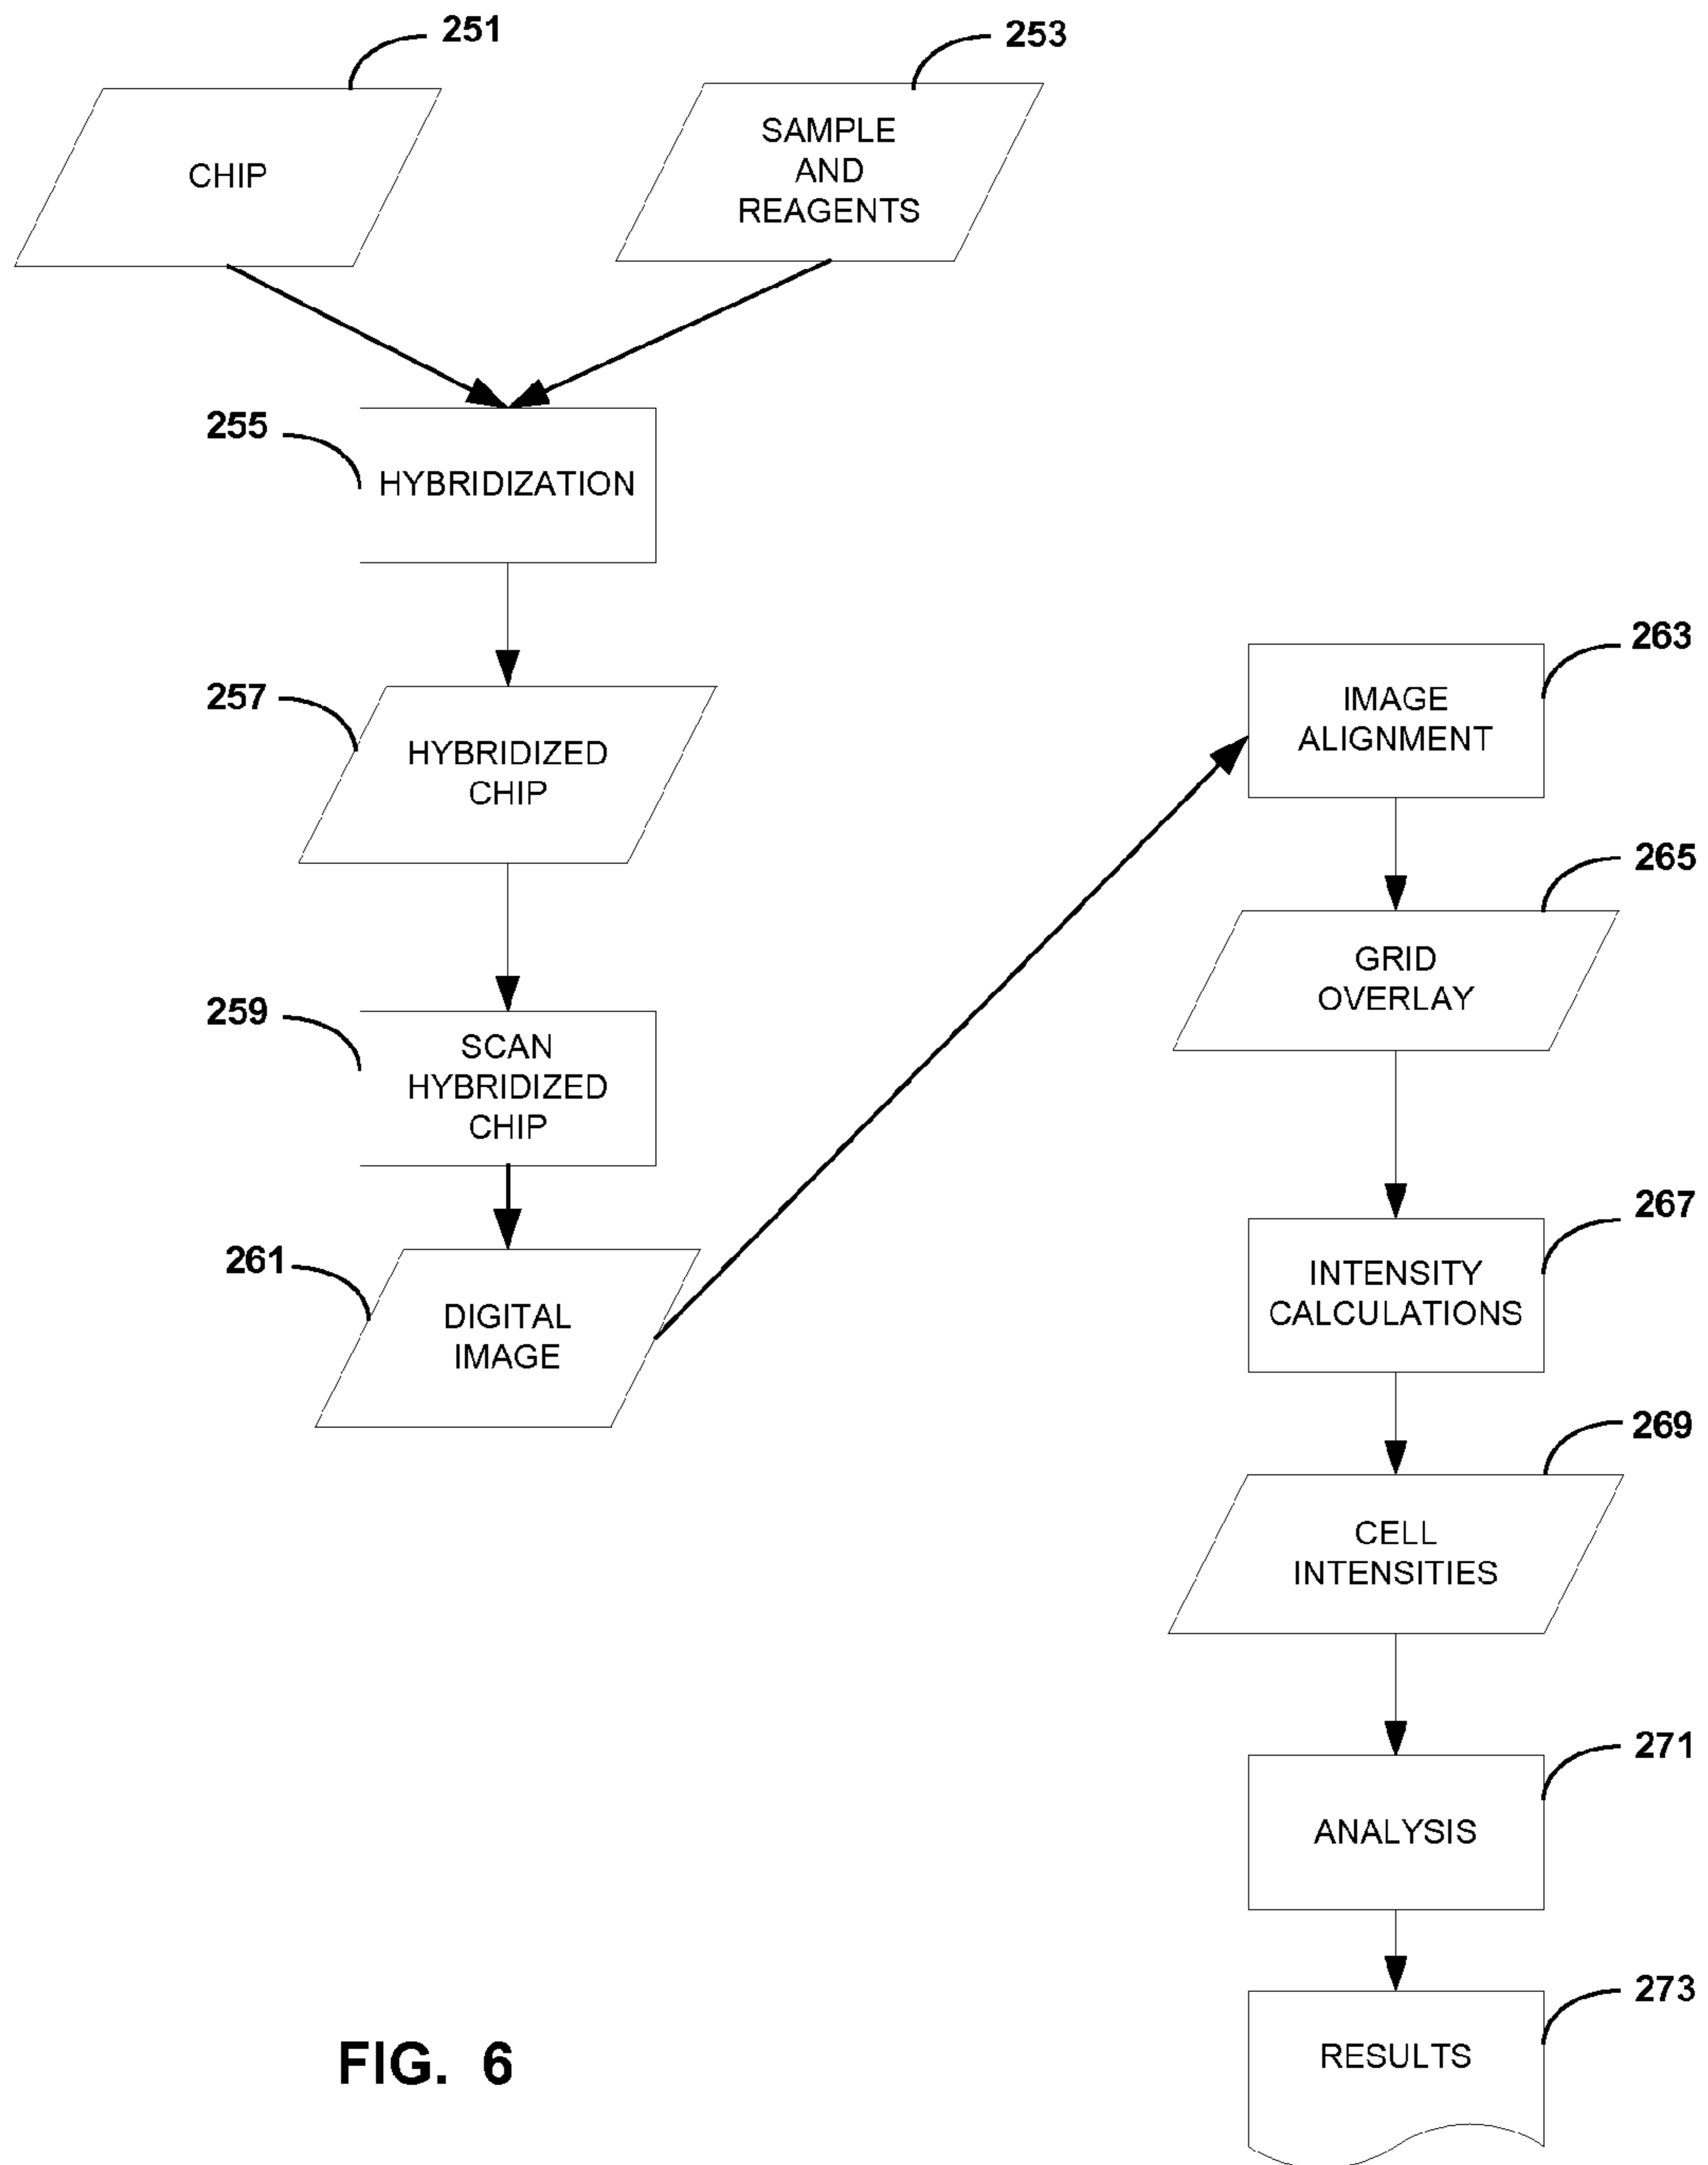 251
253
CHIP
SAMPLE
AND
REAGENTS
255
HYBRIDIZATION
257
HYBRIDIZED
CHIP
259
SCAN
HYBRIDIZED
CHIP
261
DIGITAL
IMAGE
263
IMAGE
ALIGNMENT
265
GRID
OVERLAY
267
INTENSITY
CALCULATIONS
269
CELL
INTENSITIES
271
ANALYSIS
273
RESULTS
FIG. 6